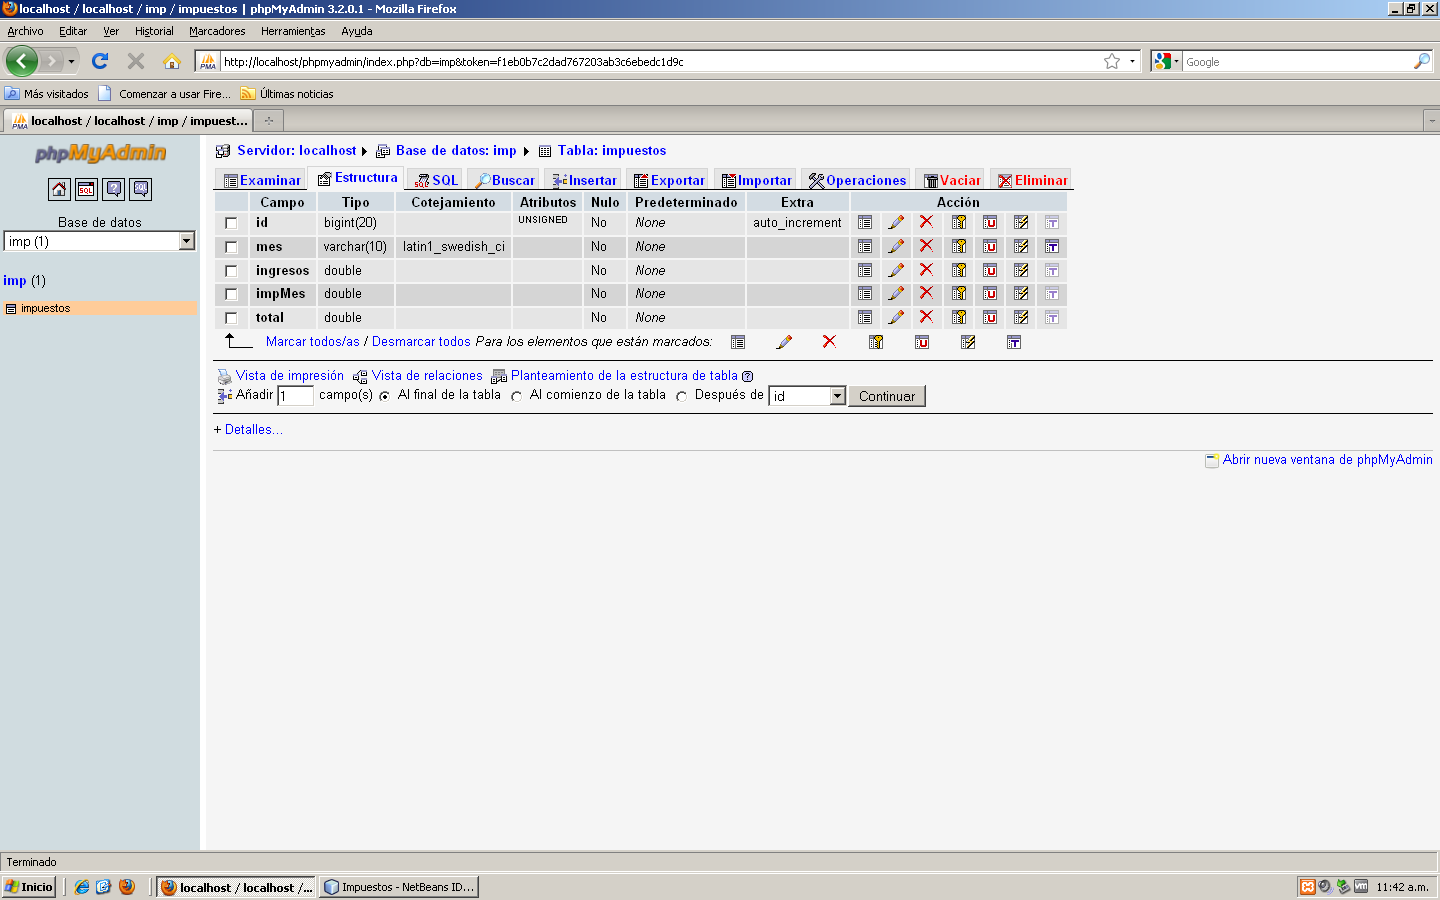 localhost / localhost / imp / impuestos | phpMyAdmin 3.2.0.1 - Mozilla Firefox
Archivo Editar Ver Historial Marcadores Herramientas Ayuda
PMA http://localhost/phpmyadmin/index.php?db=imp&token=f1eb0b7c2dad767203ab3c6ebedc1d9c Google
Más visitados Comenzar a usar Fire... Últimas noticias
PMA localhost / localhost / imp / impuest...
phpMyAdmin
SQL
Base de datos
imp (1)
imp (1)
impuestos
Servidor: localhost Base de datos: imp Tabla: impuestos
Examinar Estructura SQL Buscar Insertar Exportar Importar Operaciones Vaciar Eliminar
Campo Tipo Cotejamiento Atributos Nulo Predeterminado Extra Acción
id bigint(20) UNSIGNED No None auto_increment
mes varchar(10) latin1_swedish_ci No None
ingresos double No None
impMes double No None
total double No None
Marcar todos/as / Desmarcar todos Para los elementos que están marcados:
Vista de impresión Vista de relaciones Planteamiento de la estructura de tabla
Añadir 1 campo(s) Al final de la tabla Al comienzo de la tabla Después de id Continuar
+ Detalles...
Abrir nueva ventana de phpMyAdmin
Terminado
Inicio localhost / localhost /... Impuestos - NetBeans ID... 11:42 a.m.